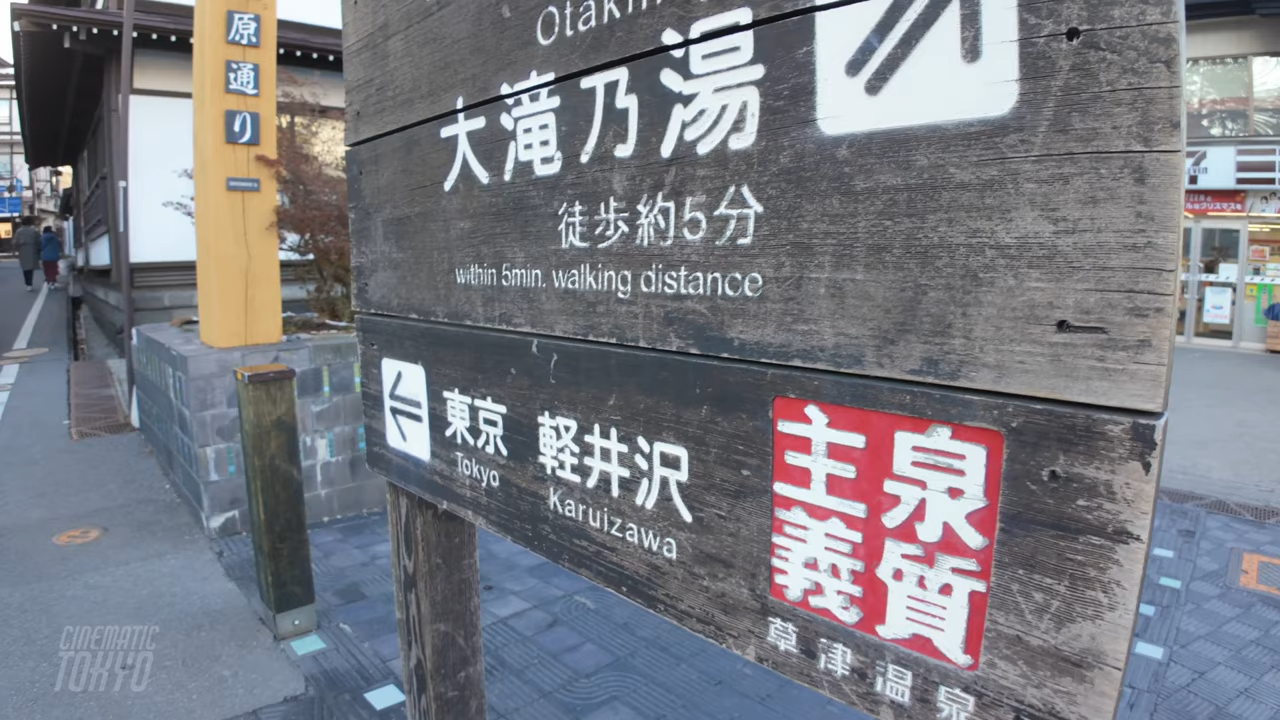 原通り
大滝乃湯
徒歩約5分
within 5min. walking distance
東京 軽井沢
Tokyo Karuizawa
泉質
主義
草津温泉
CINEMATIC
TOKYO